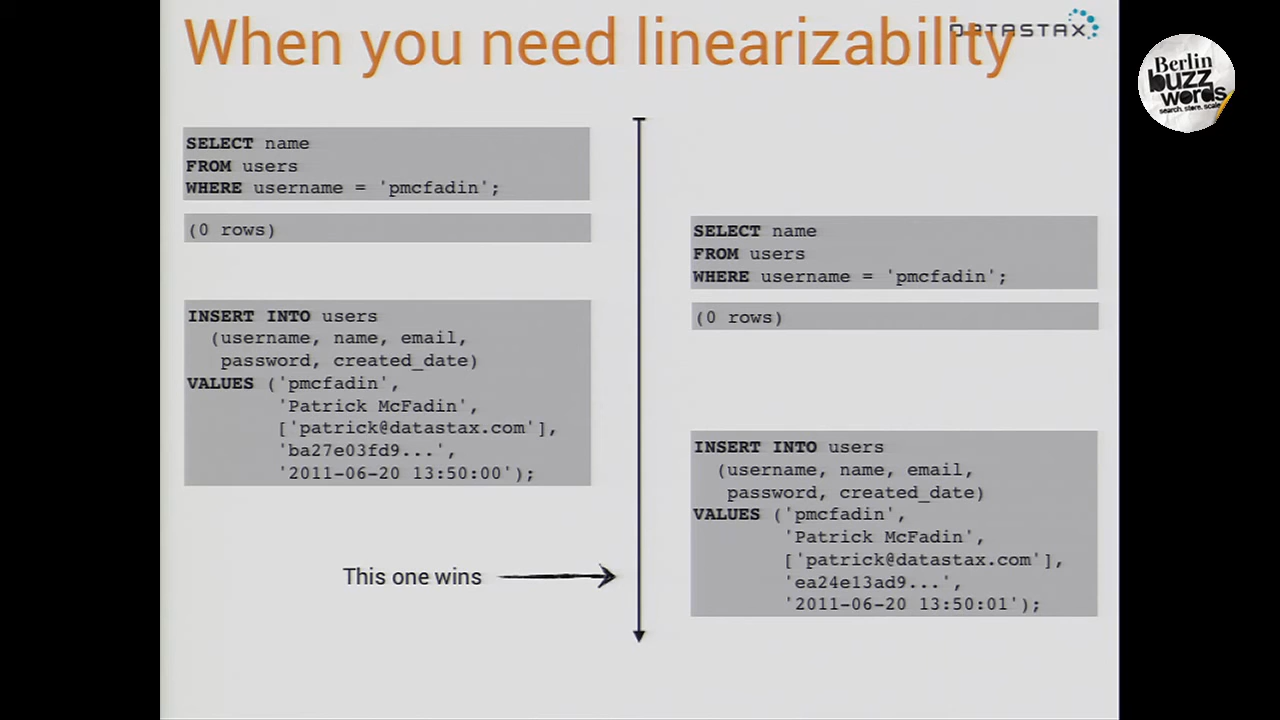 When you need linearizability
DATASTAX
Berlin
buzz
words
search. store. scale.
SELECT name
FROM users
WHERE username = 'pmcfadin';
(0 rows)
INSERT INTO users
(username, name, email,
password, created_date)
VALUES ('pmcfadin',
'Patrick McFadin',
['patrick@datastax.com'],
'ba27e03fd9...',
'2011-06-20 13:50:00');
SELECT name
FROM users
WHERE username = 'pmcfadin';
(0 rows)
INSERT INTO users
(username, name, email,
password, created_date)
VALUES ('pmcfadin',
'Patrick McFadin',
['patrick@datastax.com'],
'ea24e13ad9...',
'2011-06-20 13:50:01');
This one wins